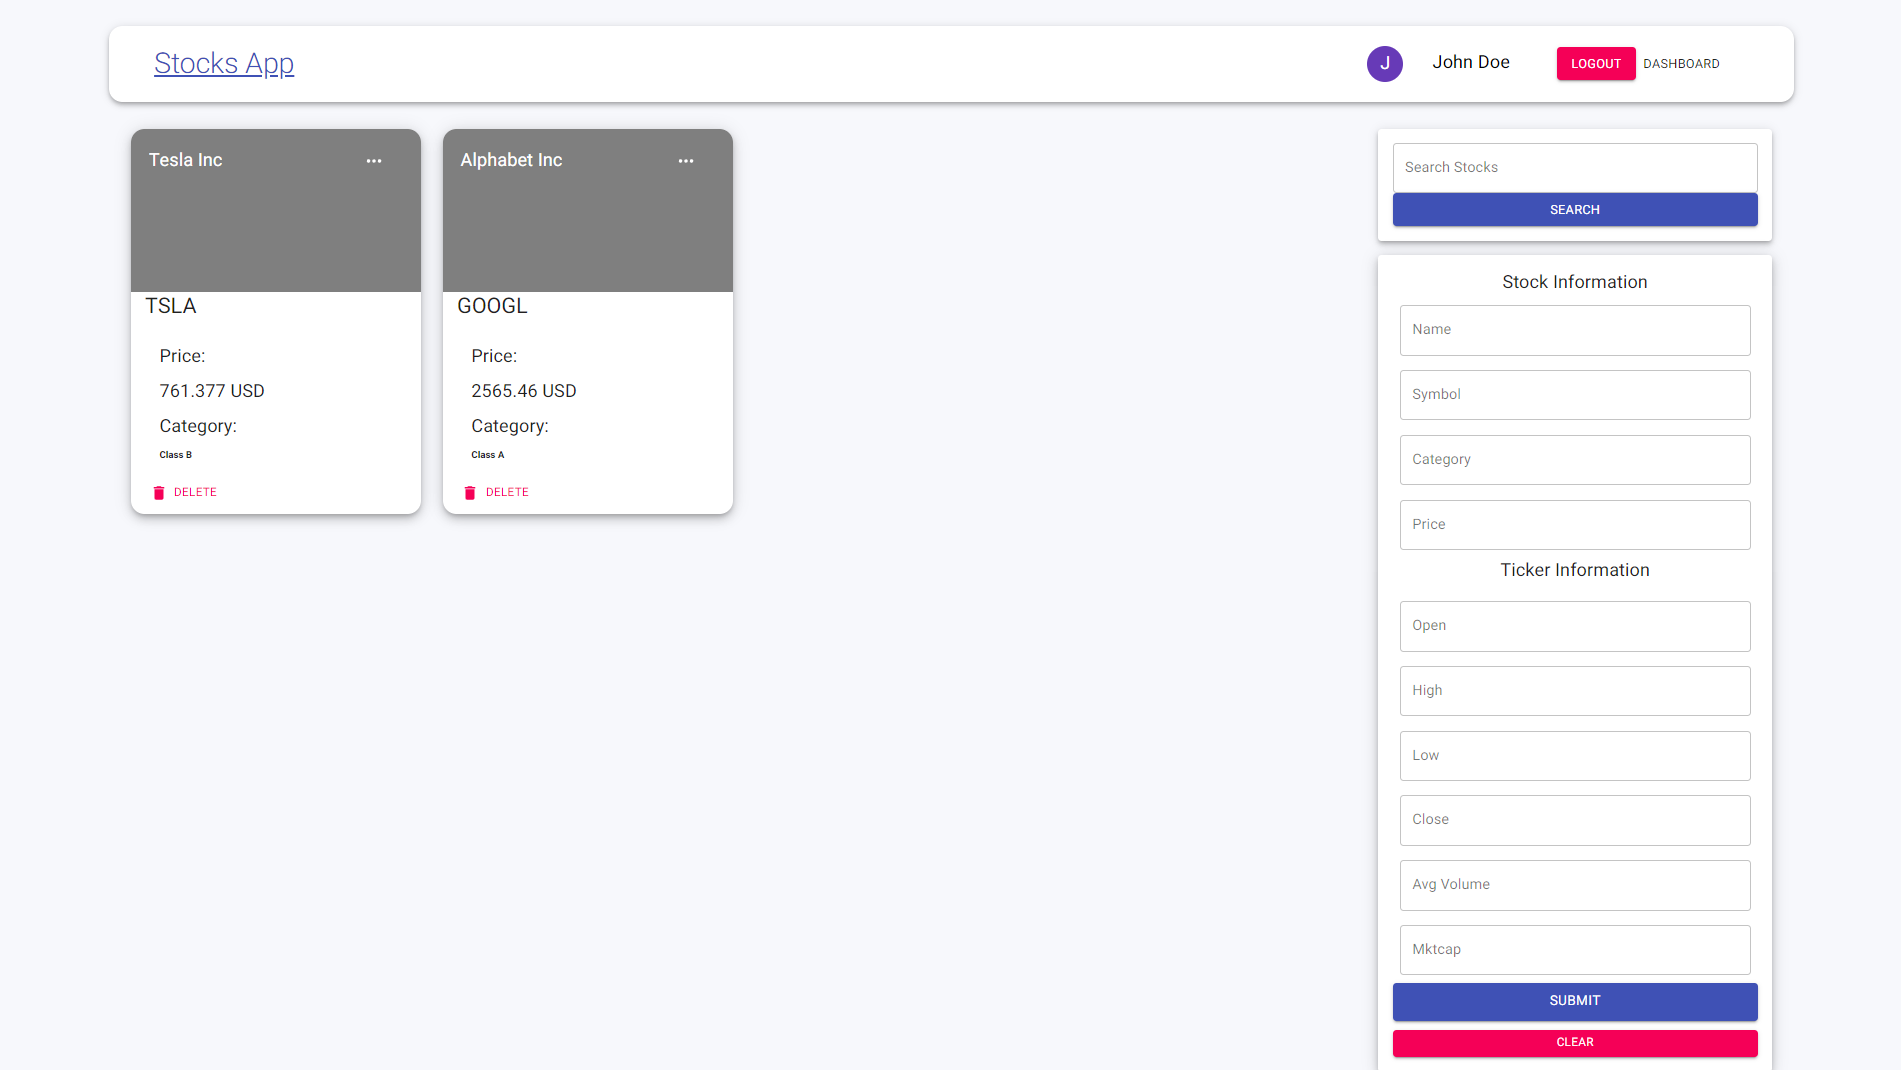 Stocks App
J
John Doe
LOGOUT
DASHBOARD
Tesla Inc
TSLA
Price:
761.377 USD
Category:
Class B
DELETE
Alphabet Inc
GOOGL
Price:
2565.46 USD
Category:
Class A
DELETE
Search Stocks
SEARCH
Stock Information
Name
Symbol
Category
Price
Ticker Information
Open
High
Low
Close
Avg Volume
Mktcap
SUBMIT
CLEAR